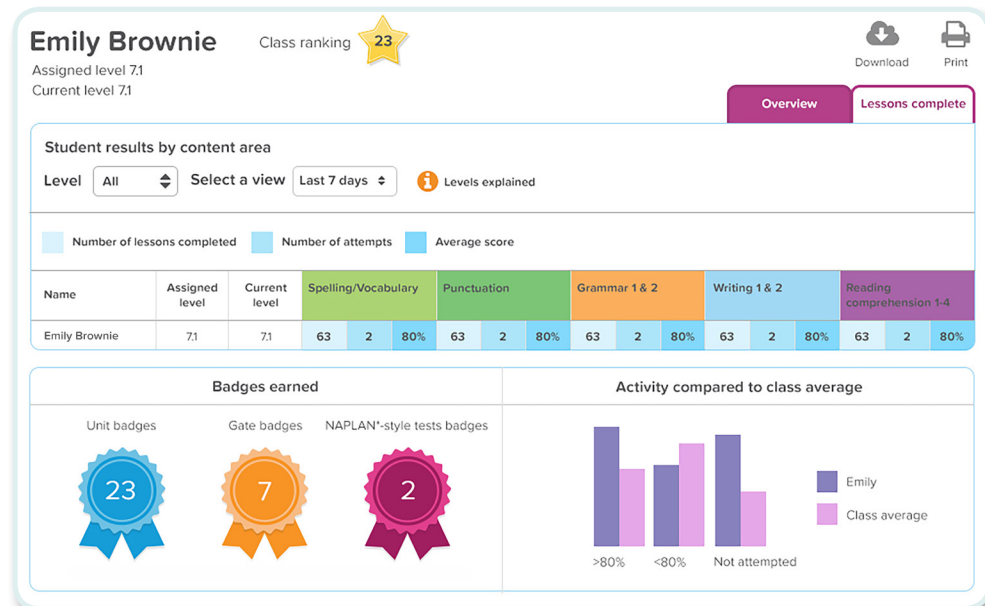 Emily Brownie
Class ranking 23
Assigned level 7.1
Current level 7.1
Download
Print
Overview
Lessons complete
Student results by content area
Level All Select a view Last 7 days i Levels explained
Number of lessons completed Number of attempts Average score
Name Assigned level Current level Spelling/Vocabulary Punctuation Grammar 1 & 2 Writing 1 & 2 Reading comprehension 1-4
Emily Brownie 7.1 7.1 63 2 80% 63 2 80% 63 2 80% 63 2 80% 63 2 80%
Badges earned
Unit badges Gate badges NAPLAN*-style tests badges
23 7 2
Activity compared to class average
Emily
Class average
>80% <80% Not attempted